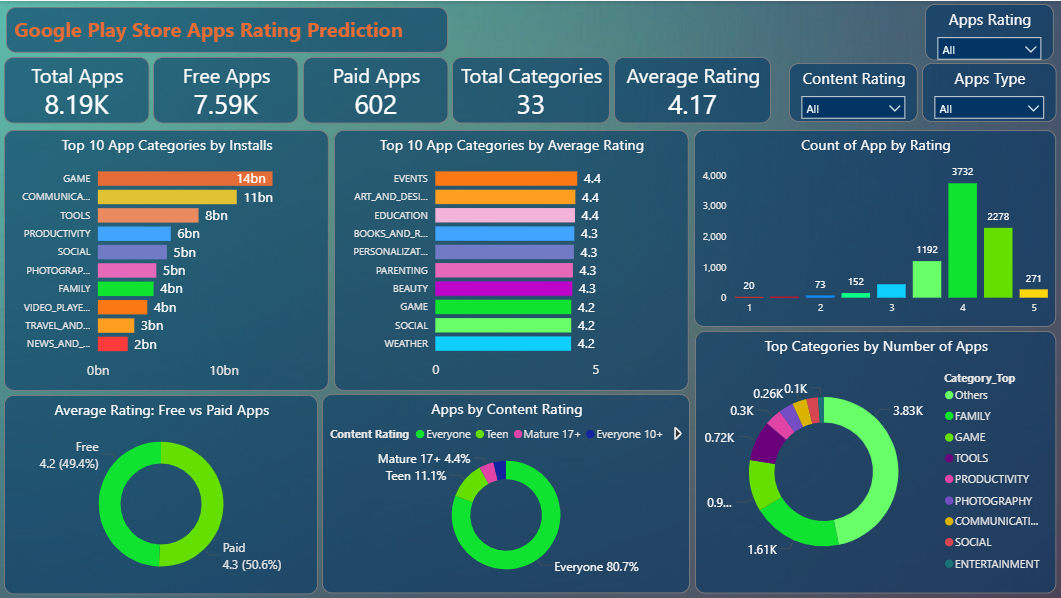 Google Play Store Apps Rating Prediction
Apps Rating
All
Total Apps
8.19K
Free Apps
7.59K
Paid Apps
602
Total Categories
33
Average Rating
4.17
Content Rating
All
Apps Type
All
Top 10 App Categories by Installs
GAME 14bn
COMMUNICA... 11bn
TOOLS 8bn
PRODUCTIVITY 6bn
SOCIAL 5bn
PHOTOGRAP... 5bn
FAMILY 4bn
VIDEO_PLAYE... 4bn
TRAVEL_AND... 3bn
NEWS_AND_... 2bn
0bn 10bn
Top 10 App Categories by Average Rating
EVENTS 4.4
ART_AND_DESI... 4.4
EDUCATION 4.4
BOOKS_AND_R... 4.3
PERSONALIZAT... 4.3
PARENTING 4.3
BEAUTY 4.3
GAME 4.2
SOCIAL 4.2
WEATHER 4.2
0 5
Count of App by Rating
4,000
3,000
2,000
1,000
0
20 73 152 1192 3732 2278 271
1 2 3 4 5
Average Rating: Free vs Paid Apps
Free
4.2 (49.4%)
Paid
4.3 (50.6%)
Apps by Content Rating
Content Rating Everyone Teen Mature 17+ Everyone 10+
Mature 17+ 4.4%
Teen 11.1%
Everyone 80.7%
Top Categories by Number of Apps
0.1K
0.26K
0.3K
0.72K
0.9...
1.61K
3.83K
Category_Top
Others
FAMILY
GAME
TOOLS
PRODUCTIVITY
PHOTOGRAPHY
COMMUNICATI...
SOCIAL
ENTERTAINMENT